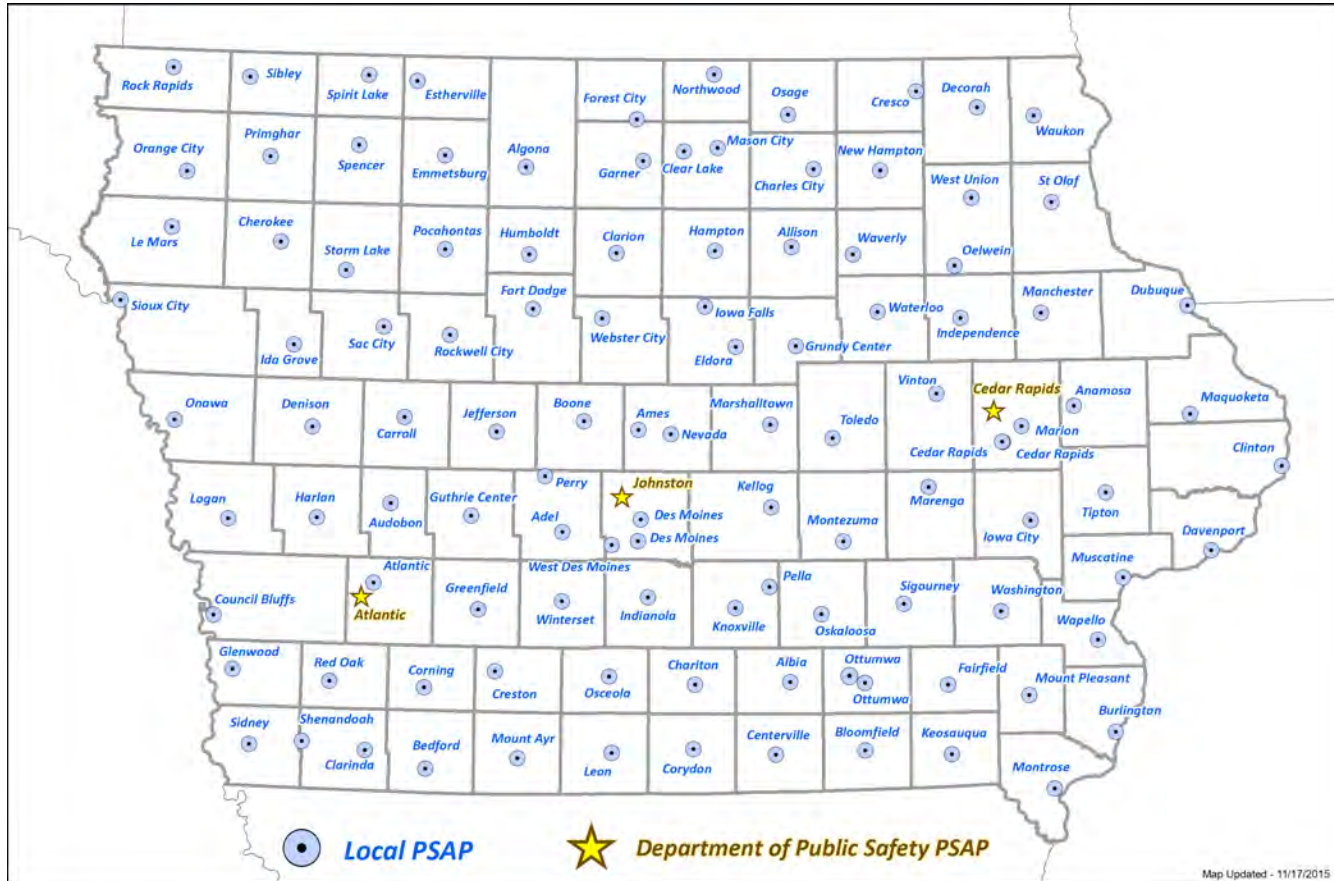 Rock Rapids
Sibley
Spirit Lake
Estherville
Forest City
Northwood
Osage
Cresco
Decorah
Waukon
Orange City
Primghar
Spencer
Emmetsburg
Algona
Garner
Clear Lake
Mason City
Charles City
New Hampton
West Union
St Olaf
Le Mars
Cherokee
Storm Lake
Pocahontas
Humboldt
Clarion
Hampton
Allison
Waverly
Oelwein
Sioux City
Ida Grove
Sac City
Rockwell City
Fort Dodge
Webster City
Iowa Falls
Eldora
Grundy Center
Waterloo
Independence
Manchester
Dubuque
Onawa
Denison
Carroll
Jefferson
Boone
Ames
Nevada
Marshalltown
Toledo
Vinton
Cedar Rapids
Marion
Cedar Rapids
Cedar Rapids
Anamosa
Maquoketa
Clinton
Logan
Harlan
Audobon
Guthrie Center
Perry
Adel
Johnston
Des Moines
Des Moines
West Des Moines
Kellog
Montezuma
Marenga
Iowa City
Tipton
Davenport
Muscatine
Council Bluffs
Atlantic
Atlantic
Greenfield
Winterset
Indianola
Knoxville
Pella
Oskaloosa
Sigourney
Washington
Wapello
Glenwood
Red Oak
Corning
Creston
Osceola
Chariton
Albia
Ottumwa
Ottumwa
Fairfield
Mount Pleasant
Burlington
Sidney
Shenandoah
Clarinda
Bedford
Mount Ayr
Leon
Corydon
Centerville
Bloomfield
Keosauqua
Montrose
Local PSAP
Department of Public Safety PSAP
Map Updated - 11/17/2015